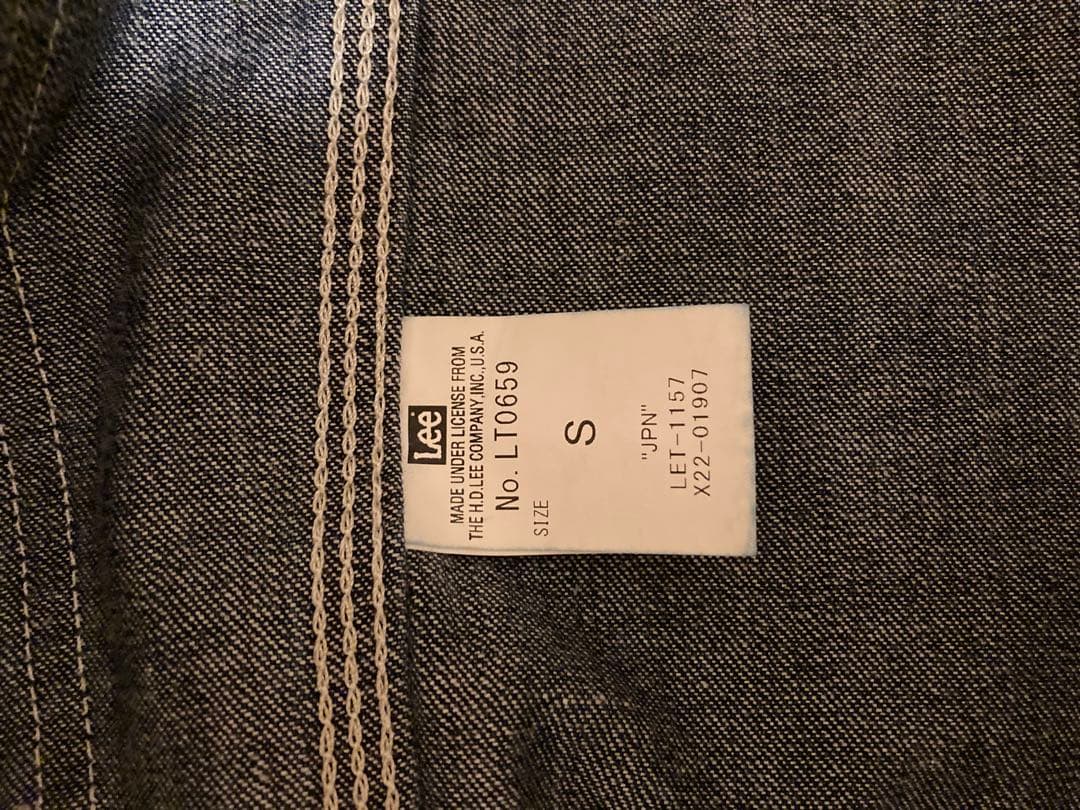 Lee
MADE UNDER LICENSE FROM
THE H.D.LEE COMPANY,INC.,U.S.A.
No. LT0659
SIZE
S
"JPN"
LET-1157
X22-01907